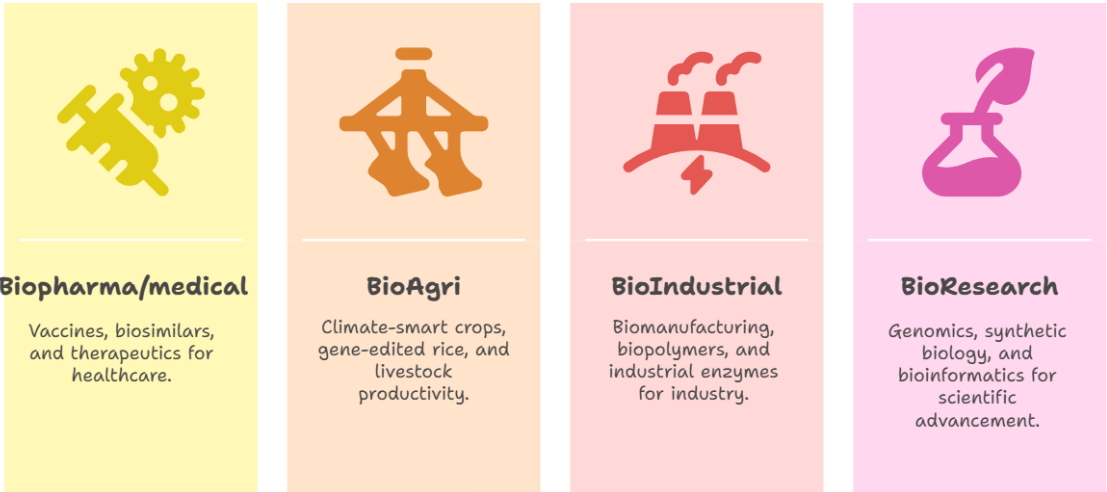 Biopharma/medical
Vaccines, biosimilars,
and therapeutics for
healthcare.
BioAgri
Climate-smart crops,
gene-edited rice, and
livestock
productivity.
BioIndustrial
Biomanufacturing,
biopolymers, and
industrial enzymes
for industry.
BioResearch
Genomics, synthetic
biology, and
bioinformatics for
scientific
advancement.